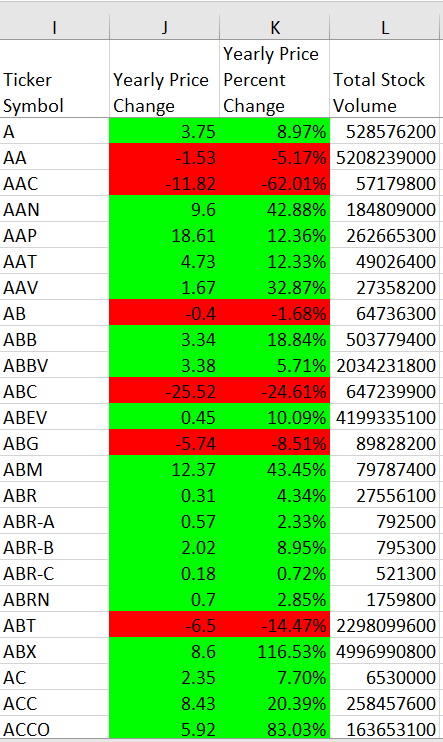 I J K L
Ticker Symbol Yearly Price Change Yearly Price Percent Change Total Stock Volume
A 3.75 8.97% 528576200
AA -1.53 -5.17% 5208239000
AAC -11.82 -62.01% 57179800
AAN 9.6 42.88% 184809000
AAP 18.61 12.36% 262665300
AAT 4.73 12.33% 49026400
AAV 1.67 32.87% 27358200
AB -0.4 -1.68% 64736300
ABB 3.34 18.84% 503779400
ABBV 3.38 5.71% 2034231800
ABC -25.52 -24.61% 647239900
ABEV 0.45 10.09% 4199335100
ABG -5.74 -8.51% 89828200
ABM 12.37 43.45% 79787400
ABR 0.31 4.34% 27556100
ABR-A 0.57 2.33% 792500
ABR-B 2.02 8.95% 795300
ABR-C 0.18 0.72% 521300
ABRN 0.7 2.85% 1759800
ABT -6.5 -14.47% 2298099600
ABX 8.6 116.53% 4996990800
AC 2.35 7.70% 6530000
ACC 8.43 20.39% 258457600
ACCO 5.92 83.03% 163653100